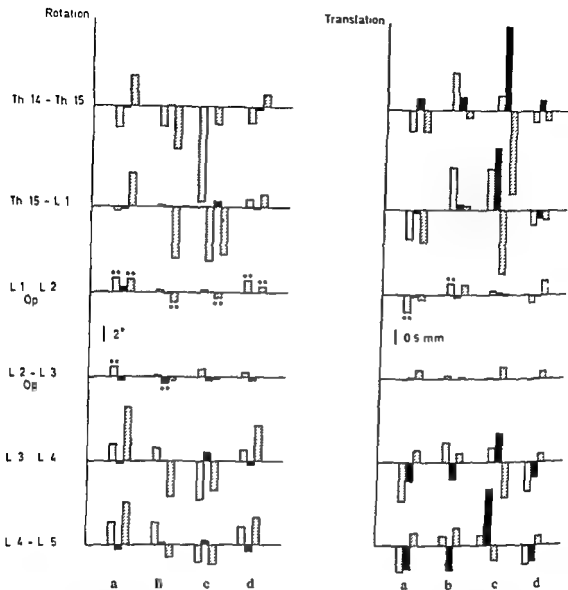 Rotation
Translation
Th 14 - Th 15
Th 15 - L 1
L 1 L 2
Op
2°
0.5 mm
L 2 - L 3
Op
L 3 L 4
L 4 - L 5
a B c d
a b c d